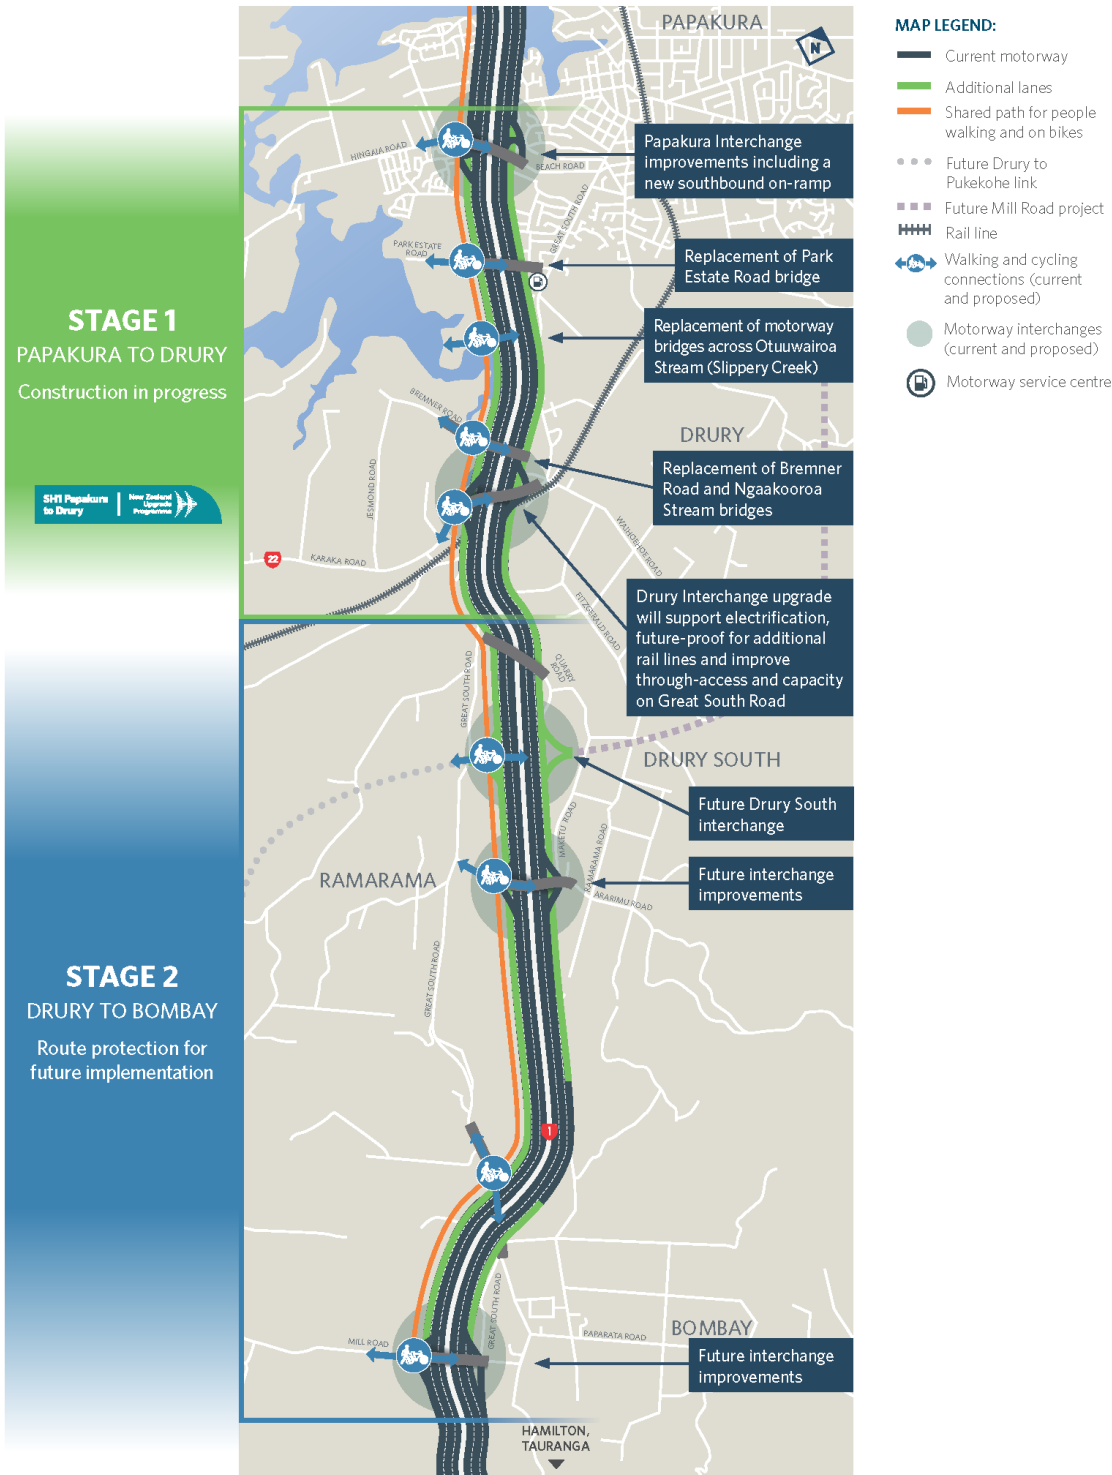 PAPAKURA
N
MAP LEGEND:
Current motorway
Additional lanes
Shared path for people
walking and on bikes
Future Drury to
Pukekohe link
Future Mill Road project
Rail line
Walking and cycling
connections (current
and proposed)
Motorway interchanges
(current and proposed)
Motorway service centre
STAGE 1
PAPAKURA TO DRURY
Construction in progress
SH1 Papakura
to Drury
New Zealand
Upgrade
Programme
HINGAIA ROAD
BEACH ROAD
Papakura Interchange
improvements including a
new southbound on-ramp
GREAT SOUTH ROAD
PARK ESTATE
ROAD
Replacement of Park
Estate Road bridge
Replacement of motorway
bridges across Otuuwairoa
Stream (Slippery Creek)
BREMNER ROAD
DRURY
Replacement of Bremner
Road and Ngaakooroa
Stream bridges
JESMOND ROAD
22
KARAKA ROAD
WAIHOEHOE ROAD
FITZGERALD ROAD
Drury Interchange upgrade
will support electrification,
future-proof for additional
rail lines and improve
through-access and capacity
on Great South Road
QUARRY
ROAD
GREAT SOUTH ROAD
DRURY SOUTH
Future Drury South
interchange
MAKETU ROAD
RAMARAMA ROAD
RAMARAMA
ARARIMU ROAD
Future interchange
improvements
GREAT SOUTH ROAD
STAGE 2
DRURY TO BOMBAY
Route protection for
future implementation
1
GREAT SOUTH ROAD
MILL ROAD
PAPARATA ROAD
BOMBAY
Future interchange
improvements
HAMILTON,
TAURANGA